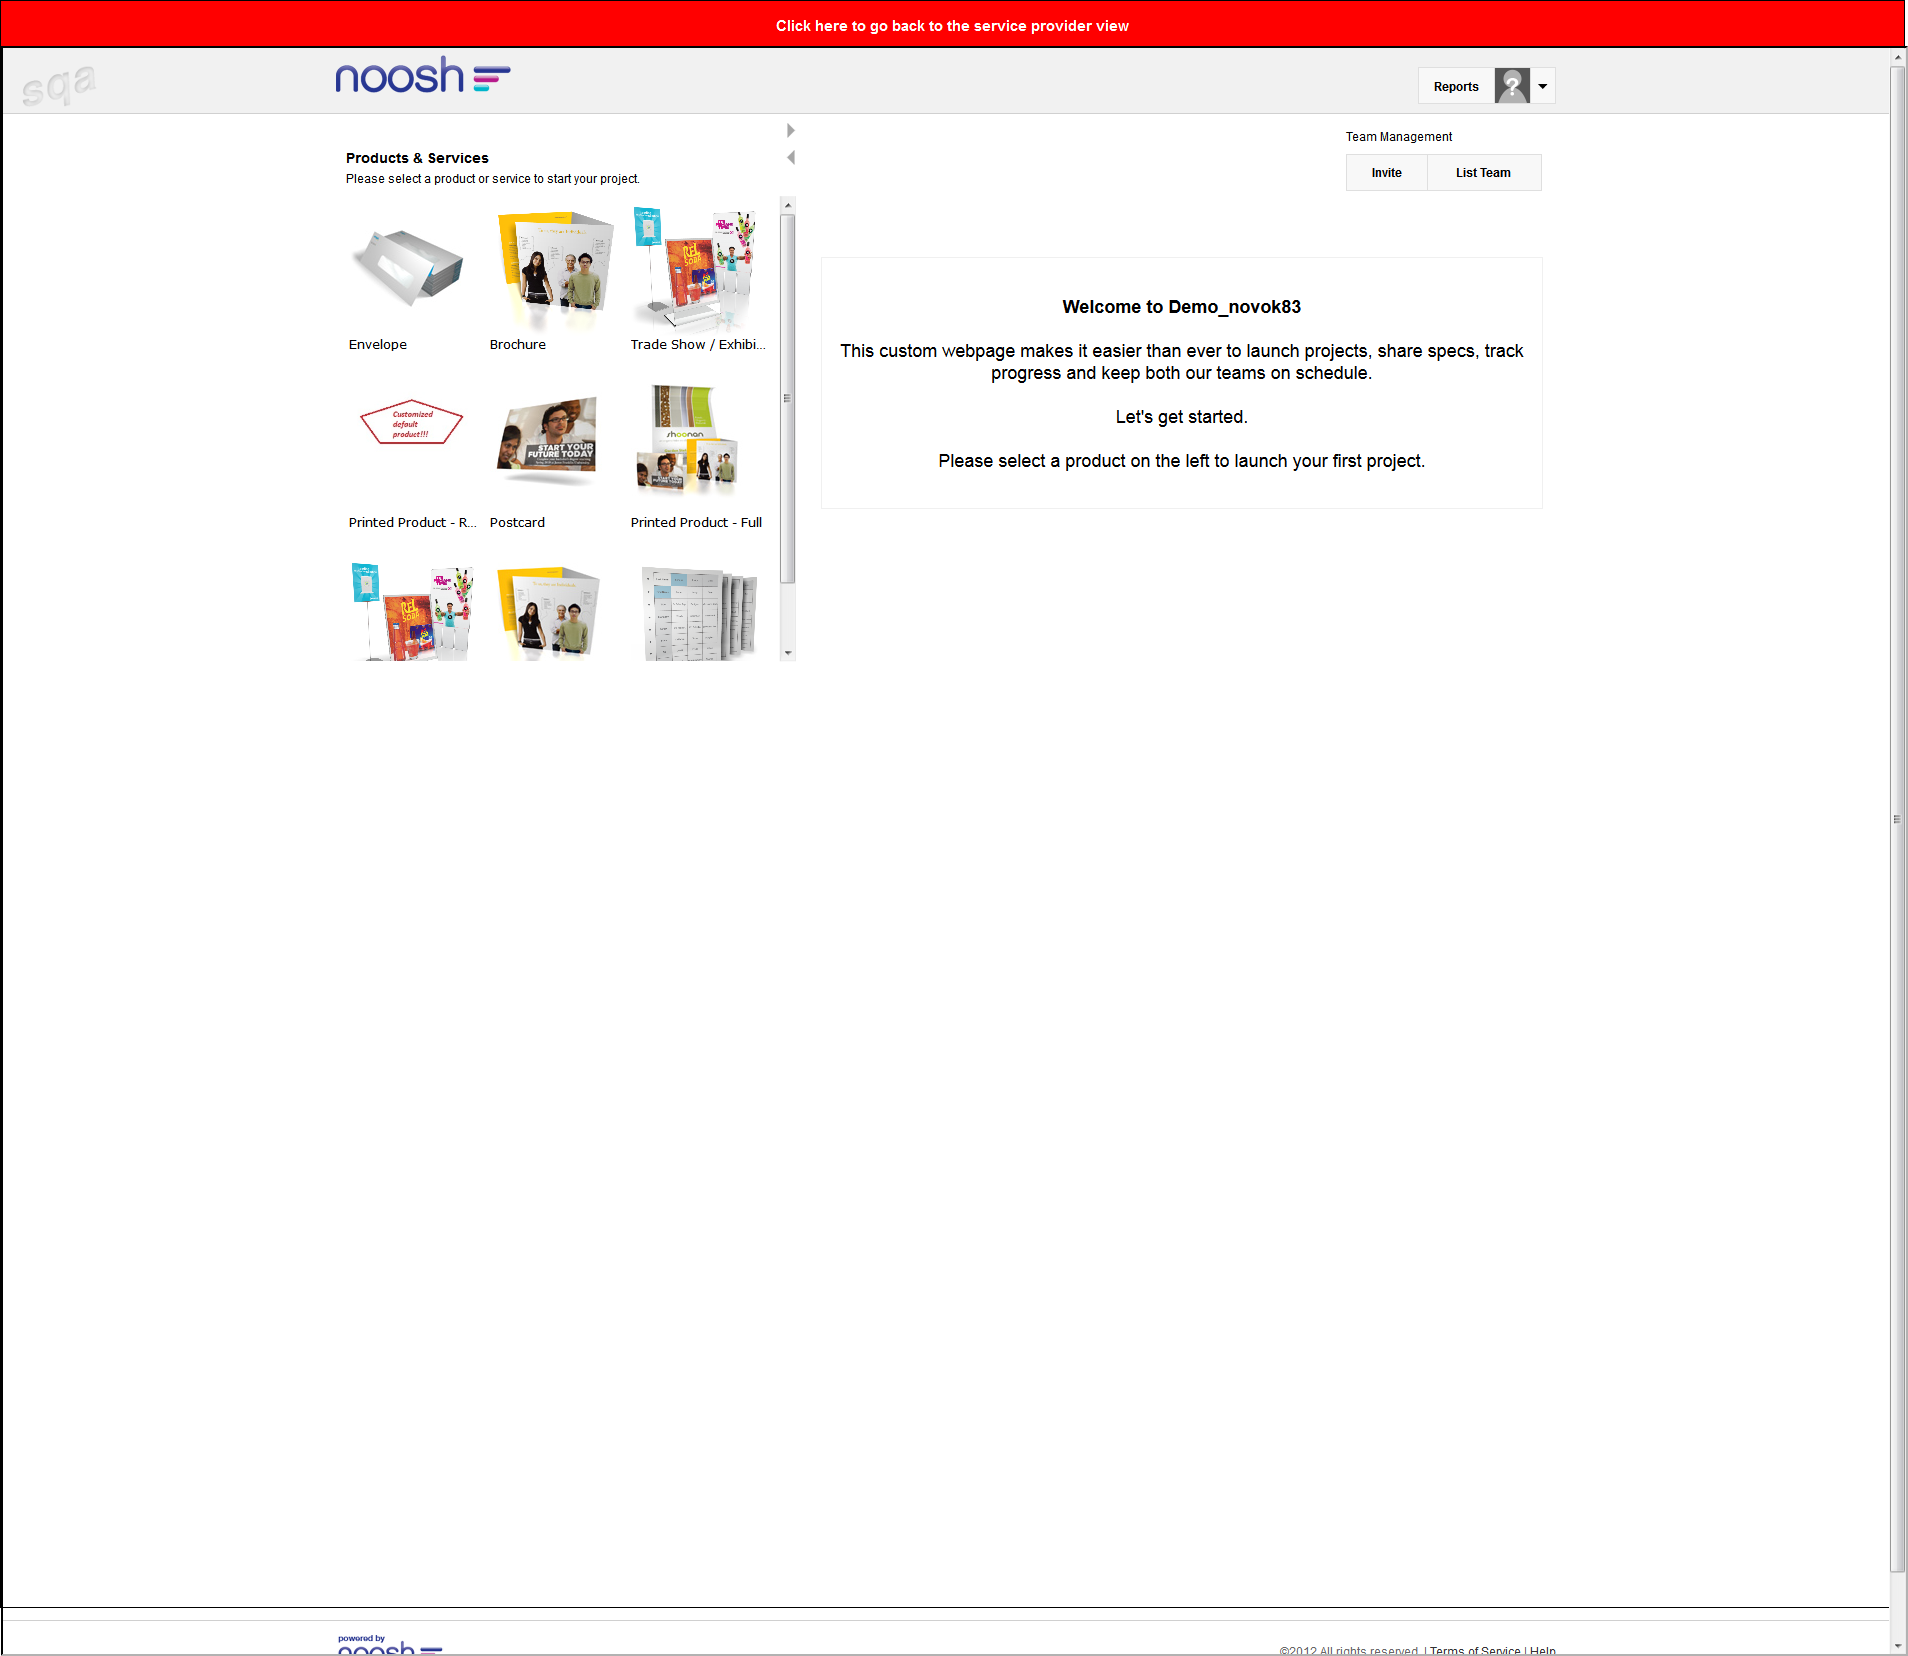 Click here to go back to the service provider view
sqa
noosh
Reports
Team Management
Invite
List Team
Products & Services
Please select a product or service to start your project.
Envelope
Brochure
Trade Show / Exhibi...
Customized
default
product!!!
START YOUR
FUTURE TODAY
shoonan
Printed Product - R...
Postcard
Printed Product - Full
Welcome to Demo_novok83
This custom webpage makes it easier than ever to launch projects, share specs, track
progress and keep both our teams on schedule.
Let's get started.
Please select a product on the left to launch your first project.
powered by
noosh
©2012 All rights reserved. | Terms of Service | Help